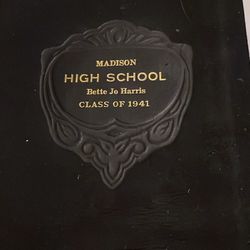 MADISON
HIGH SCHOOL
Bette Jo Harris
CLASS OF 1941